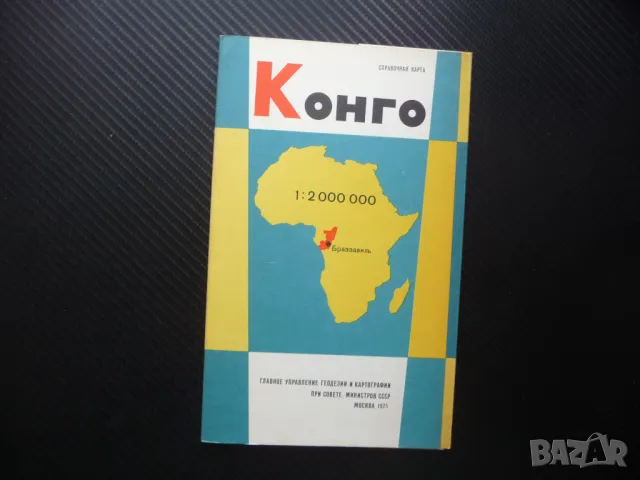 СПРАВОЧНАЯ КАРТА
Конго
1:2 000 000
Браззавиль
ГЛАВНОЕ УПРАВЛЕНИЕ ГЕОДЕЗИИ И КАРТОГРАФИИ
ПРИ СОВЕТЕ МИНИСТРОВ СССР
МОСКВА 1971
BAZAR